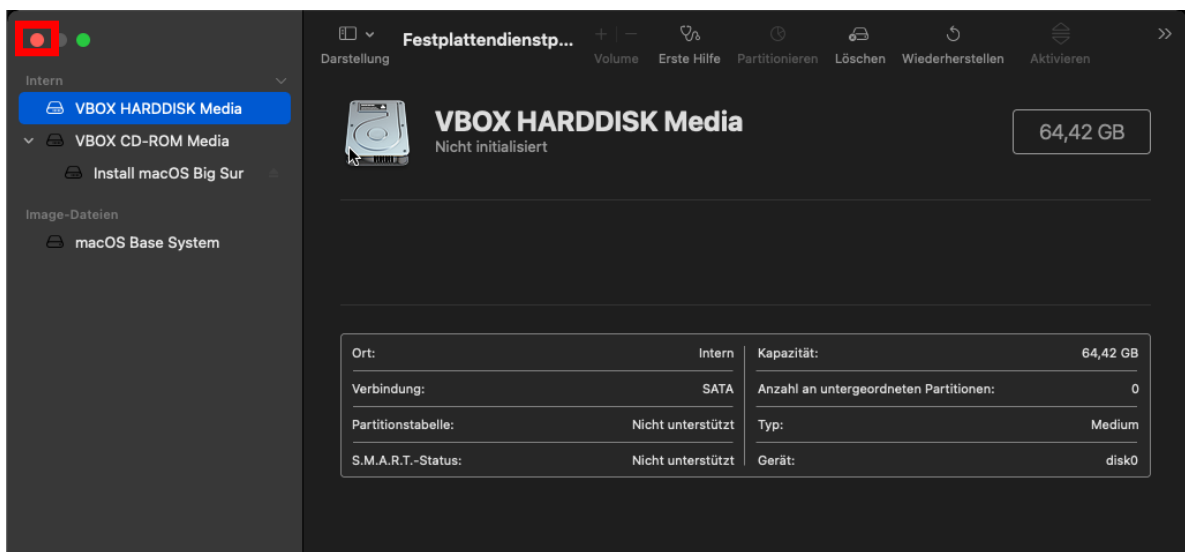 Festplattendienstp...
Darstellung
Volume
Erste Hilfe
Partitionieren
Löschen
Wiederherstellen
Aktivieren
Intern
VBOX HARDDISK Media
VBOX CD-ROM Media
Install macOS Big Sur
Image-Dateien
macOS Base System
VBOX HARDDISK Media
Nicht initialisiert
64,42 GB
Ort: Intern
Kapazität: 64,42 GB
Verbindung: SATA
Anzahl an untergeordneten Partitionen: 0
Partitionstabelle: Nicht unterstützt
Typ: Medium
S.M.A.R.T.-Status: Nicht unterstützt
Gerät: disk0